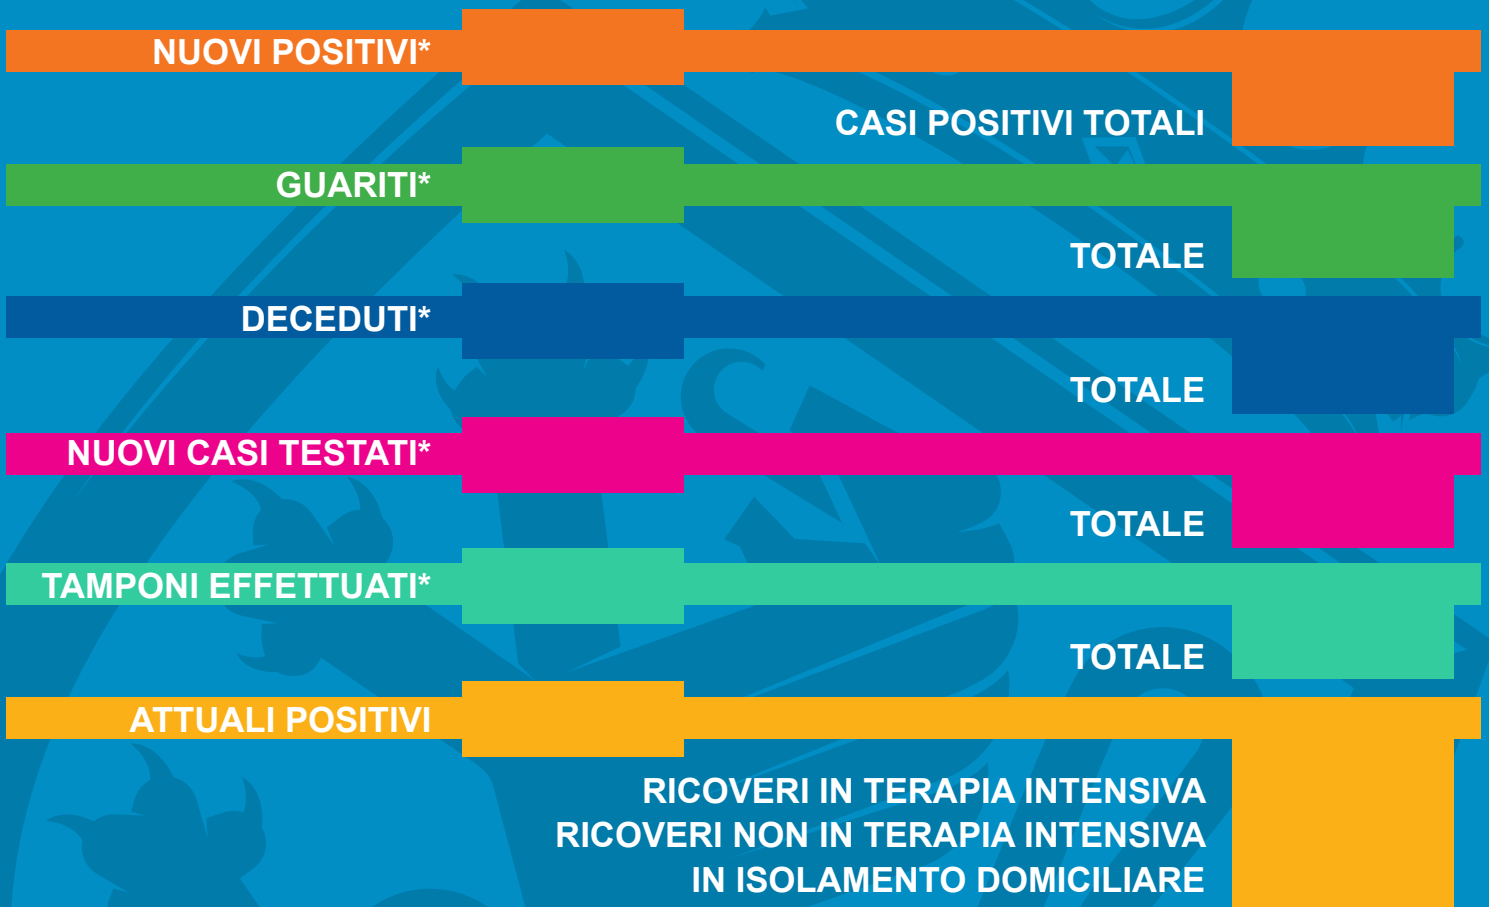 NUOVI POSITIVI*
CASI POSITIVI TOTALI
GUARITI*
TOTALE
DECEDUTI*
TOTALE
NUOVI CASI TESTATI*
TOTALE
TAMPONI EFFETTUATI*
TOTALE
ATTUALI POSITIVI
RICOVERI IN TERAPIA INTENSIVA
RICOVERI NON IN TERAPIA INTENSIVA
IN ISOLAMENTO DOMICILIARE